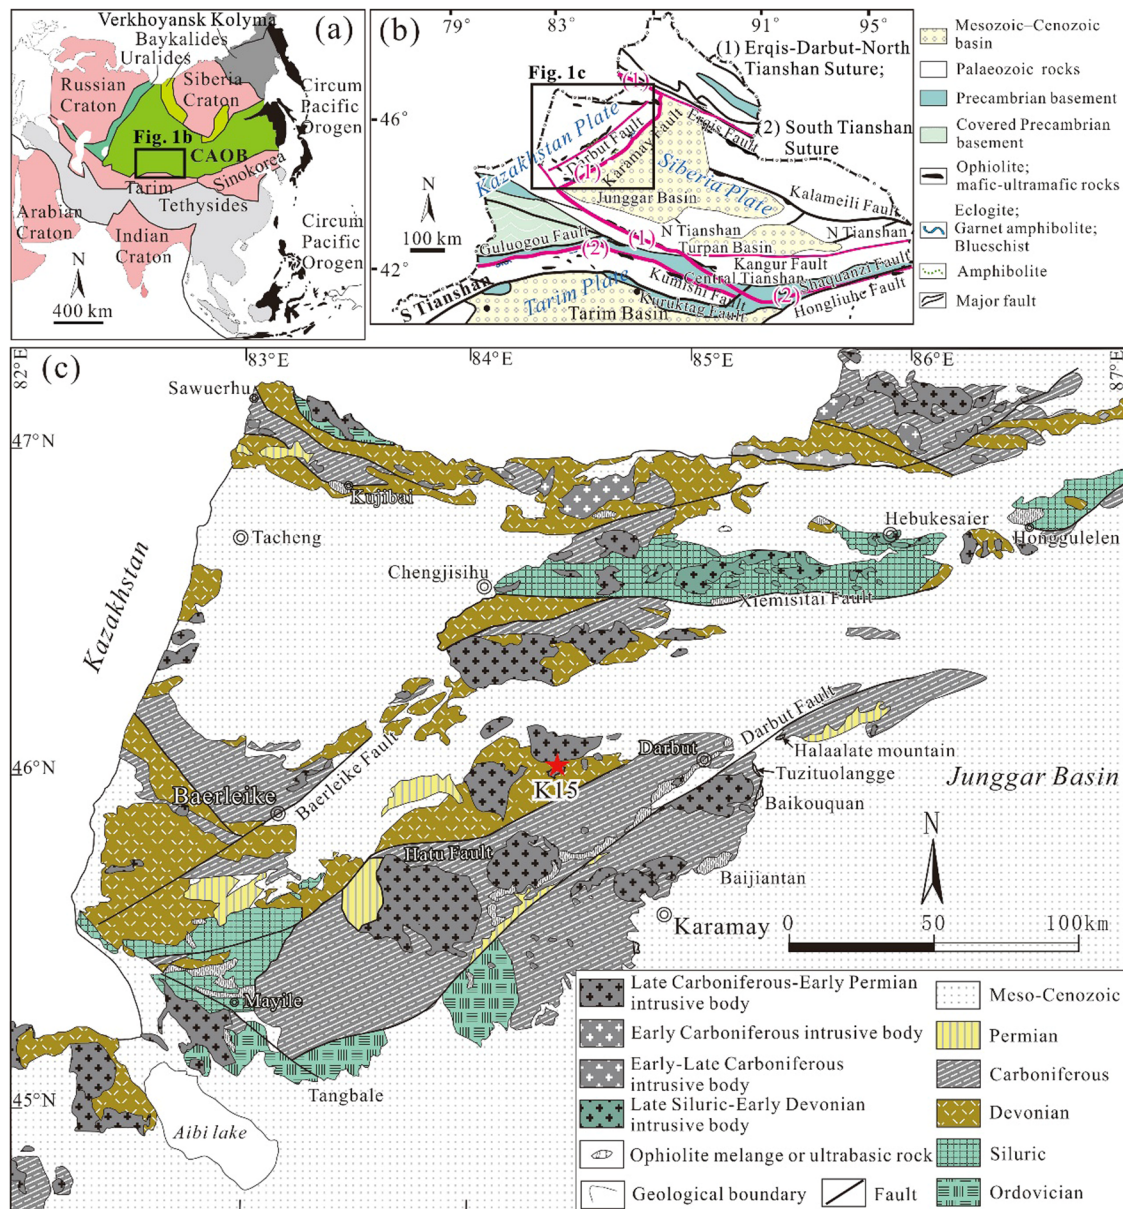 Verkhoyansk Kolyma
Baykalides
Uralides
(a)
Russian
Craton
Siberia
Craton
Circum
Pacific
Orogen
Fig. 1b
CAOB
Tarim
Sinokorea
Tethysides
Arabian
Craton
Indian
Craton
Circum
Pacific
Orogen
N
400 km
79
83
87
91
95
(b)
(1) Erqis-Darbut-North
Tianshan Suture;
(2) South Tianshan
Suture
46°
42°
Fig. 1c
(1)
Kazakhstan Plate
Darbut Fault
(1)
Karamay Fault
Erqis Fault
Siberia Plate
Junggar Basin
Kalameili Fault
N
100 km
N Tianshan
N Tianshan
Turpan Basin
Guluogou Fault
(1)
(2)
Kangur Fault
Central Tianshan
Shaquanzi Fault
Kumishi Fault
(2)
Hongliuhe Fault
S Tianshan
Tarim Plate
Kuruktag Fault
Tarim Basin
Mesozoic–Cenozoic
basin
Palaeozoic rocks
Precambrian basement
Covered Precambrian
basement
Ophiolite;
mafic-ultramafic rocks
Eclogite;
Garnet amphibolite;
Blueschist
Amphibolite
Major fault
(c)
82°E
83°E
84°E
85°E
86°E
87°E
47°N
46°N
45°N
Sawuerhu
Kujibai
Tacheng
Hebukesaier
Honggulelen
Chengjisihu
Xiemisitai Fault
Kazakhstan
Darbut Fault
Darbut
Halaalate mountain
Tuzituolangge
Junggar Basin
Baerleike Fault
Baerleike
K15
Baikouquan
Hatu Fault
N
Baijiantan
Karamay
0
50
100km
Mayile
Tangbale
Aibi lake
Late Carboniferous-Early Permian
intrusive body
Early Carboniferous intrusive body
Early-Late Carboniferous
intrusive body
Late Siluric-Early Devonian
intrusive body
Ophiolite melange or ultrabasic rock
Geological boundary
Fault
Meso-Cenozoic
Permian
Carboniferous
Devonian
Siluric
Ordovician